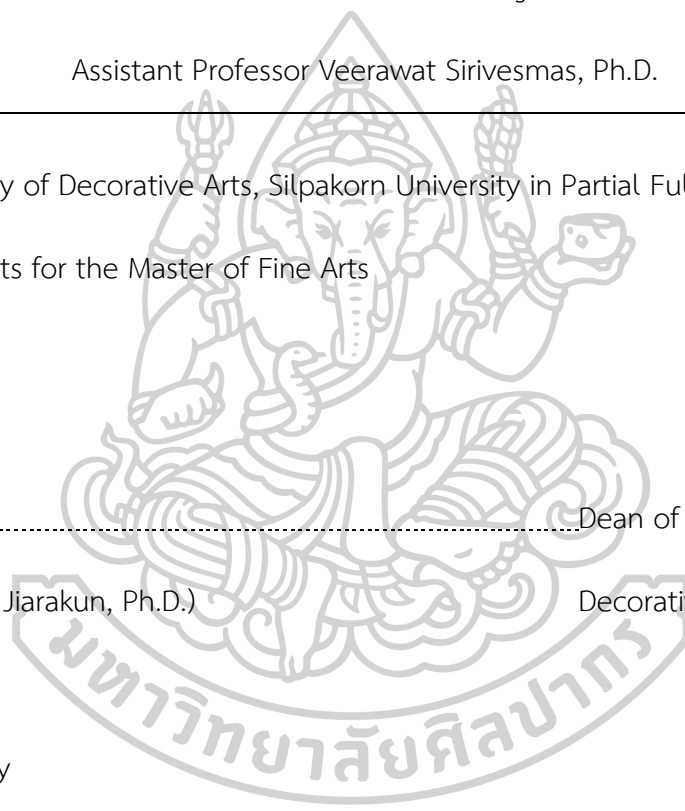 Assistant Professor Veerawat Sirivesmas, Ph.D.
y of Decorative Arts, Silpakorn University in Partial Ful
ts for the Master of Fine Arts
Dean of
Jiarakun, Ph.D.)
Decorati
มหาวิทยาลัยศิลปากร
y